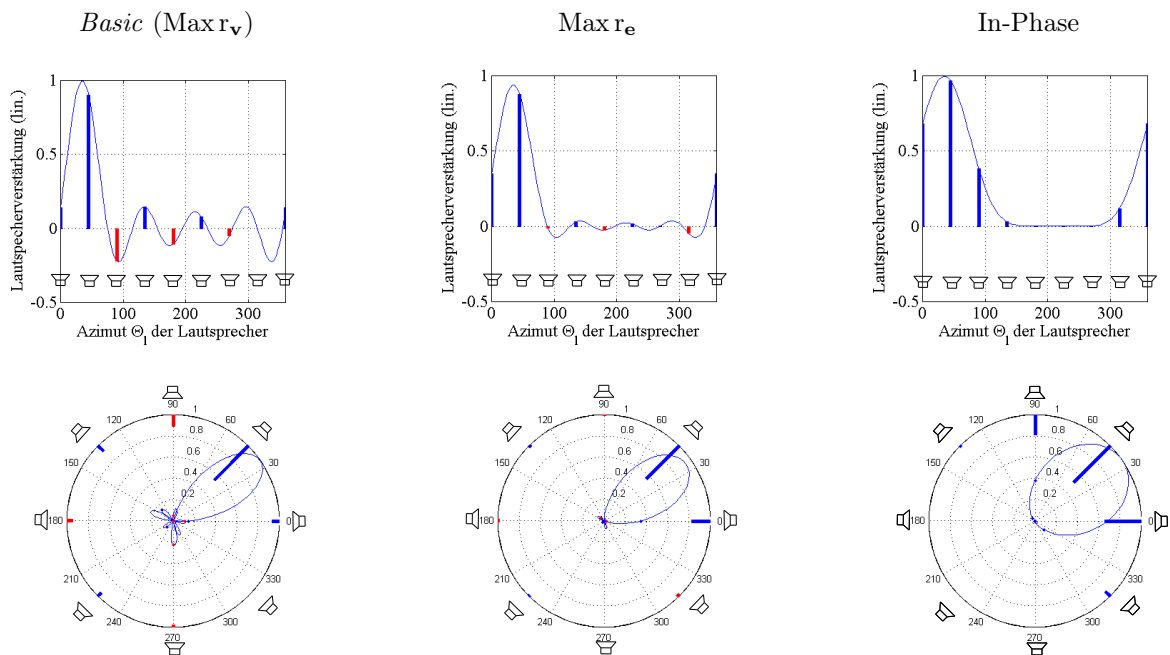 Basic (Max r_v)
Max r_e
In-Phase
Lautspecherverstärkung (lin.)
1
0.5
0
-0.5
0 100 200 300
Azimut Θ_l der Lautsprecher
Lautsprecherverstärkung (lin.)
1
0.5
0
-0.5
0 100 200 300
Azimut Θ_l der Lautsprecher
Lautsprecherverstärkung (lin.)
1
0.5
0
-0.5
0 100 200 300
Azimut Θ_l der Lautsprecher
90
120 1 60
0.8
0.6
150 0.4 30
0.2
180 0
210 330
240 300
270
90
120 1 60
0.8
0.6
150 0.4 30
0.2
180 0
210 330
240 300
270
90
120 1 60
0.8
0.6
150 0.4 30
0.2
180 0
210 330
240 300
270